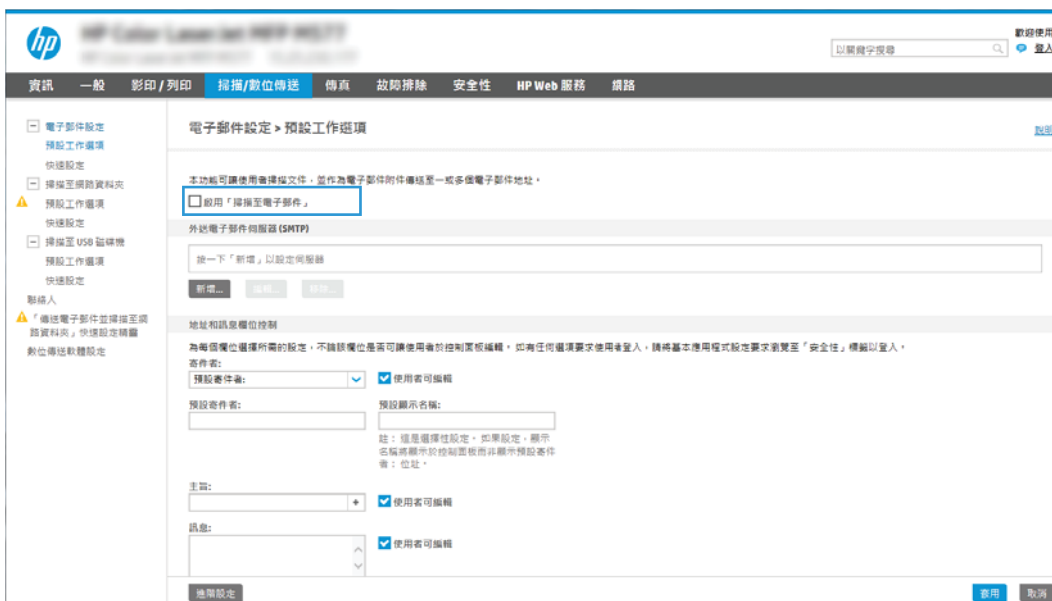 hp
歡迎使用
以關鍵字搜尋
登入
資訊 一般 影印 / 列印 掃描/數位傳送 傳真 故障排除 安全性 HP Web 服務 網路
電子郵件設定
預設工作選項
快速設定
掃描至網路資料夾
預設工作選項
快速設定
掃描至 USB 磁碟機
預設工作選項
快速設定
聯絡人
「傳送電子郵件並掃描至網
路資料夾」快速設定精靈
數位傳送軟體設定
電子郵件設定 > 預設工作選項
說明
本功能可讓使用者掃描文件，並作為電子郵件附件傳送至一或多個電子郵件地址。
啟用「掃描至電子郵件」
外送電子郵件伺服器 (SMTP)
按一下「新增」以設定伺服器
新增... 編輯... 移除...
地址和訊息欄位控制
為每個欄位選擇所需的設定，不論該欄位是否可讓使用者於控制面板編輯。 如有任何選項要求使用者登入，請將基本應用程式設定要求瀏覽至「安全性」標籤以登入。
寄件者:
預設寄件者: 使用者可編輯
預設寄件者: 預設顯示名稱:
註： 這是選擇性設定。 如果設定，顯示
名稱將顯示於控制面板而非顯示預設寄件
者： 位址。
主旨:
使用者可編輯
訊息:
使用者可編輯
進階設定 套用 取消